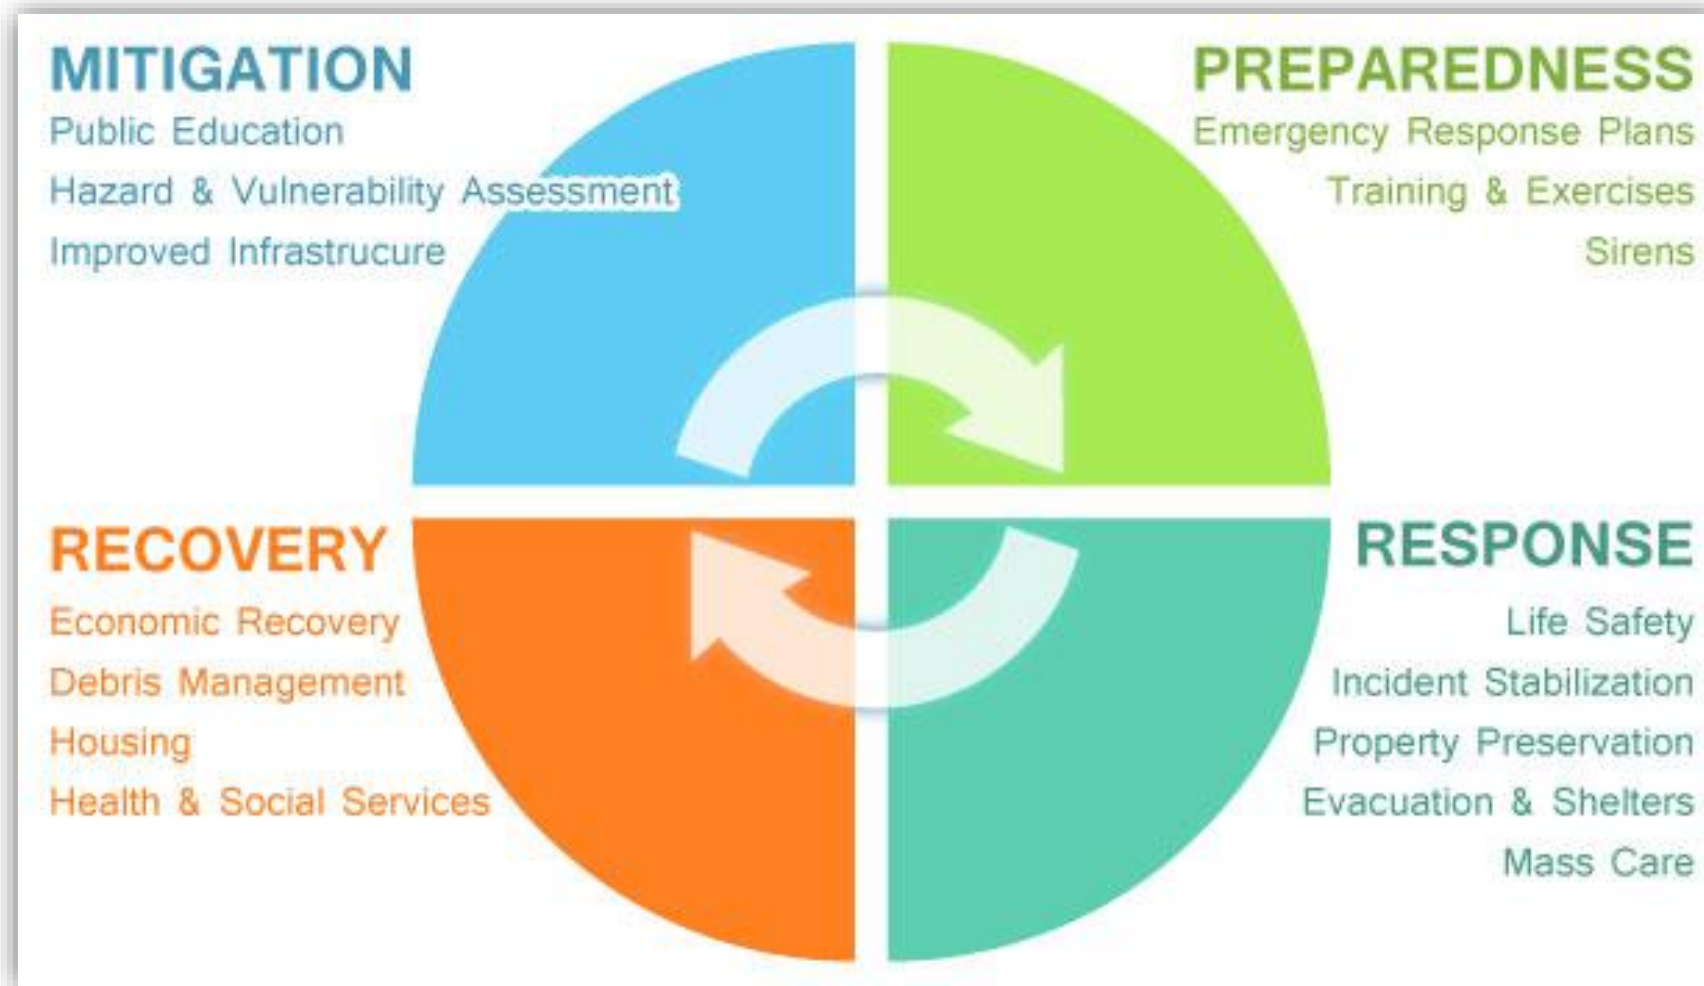 MITIGATION
Public Education
Hazard & Vulnerability Assessment
Improved Infrastrucure
PREPAREDNESS
Emergency Response Plans
Training & Exercises
Sirens
RECOVERY
Economic Recovery
Debris Management
Housing
Health & Social Services
RESPONSE
Life Safety
Incident Stabilization
Property Preservation
Evacuation & Shelters
Mass Care